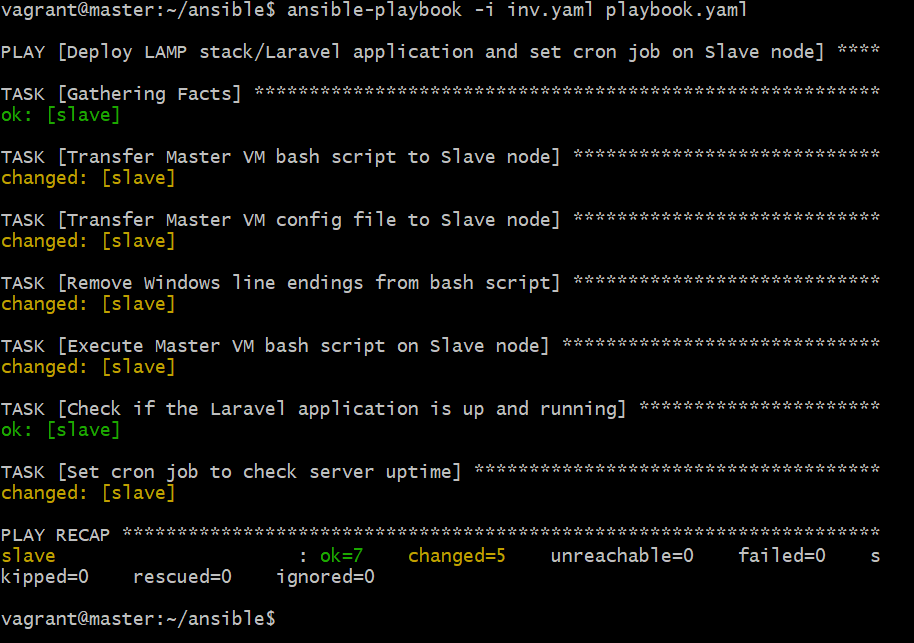 vagrant@master:~/ansible$ ansible-playbook -i inv.yaml playbook.yaml
PLAY [Deploy LAMP stack/Laravel application and set cron job on Slave node] ****
TASK [Gathering Facts] *********************************************************
ok: [slave]
TASK [Transfer Master VM bash script to Slave node] ****************************
changed: [slave]
TASK [Transfer Master VM config file to Slave node] ****************************
changed: [slave]
TASK [Remove Windows line endings from bash script] ****************************
changed: [slave]
TASK [Execute Master VM bash script on Slave node] *****************************
changed: [slave]
TASK [Check if the Laravel application is up and running] **********************
ok: [slave]
TASK [Set cron job to check server uptime] *************************************
changed: [slave]
PLAY RECAP *********************************************************************
slave                      : ok=7    changed=5    unreachable=0    failed=0    s
kipped=0    rescued=0    ignored=0
vagrant@master:~/ansible$